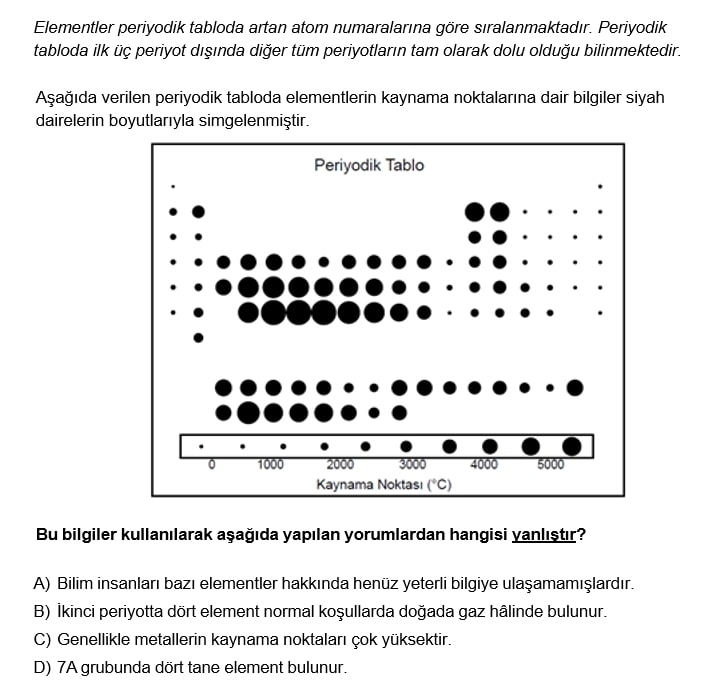 Elementler periyodik tabloda artan atom numaralarına göre sıralanmaktadır. Periyodik
tabloda ilk üç periyot dışında diğer tüm periyotların tam olarak dolu olduğu bilinmektedir.
Aşağıda verilen periyodik tabloda elementlerin kaynama noktalarına dair bilgiler siyah
dairelerin boyutlarıyla simgelenmiştir.
Periyodik Tablo
0 1000 2000 3000 4000 5000
Kaynama Noktası (°C)
Bu bilgiler kullanılarak aşağıda yapılan yorumlardan hangisi yanlıştır?
A) Bilim insanları bazı elementler hakkında henüz yeterli bilgiye ulaşamamışlardır.
B) İkinci periyotta dört element normal koşullarda doğada gaz hâlinde bulunur.
C) Genellikle metallerin kaynama noktaları çok yüksektir.
D) 7A grubunda dört tane element bulunur.